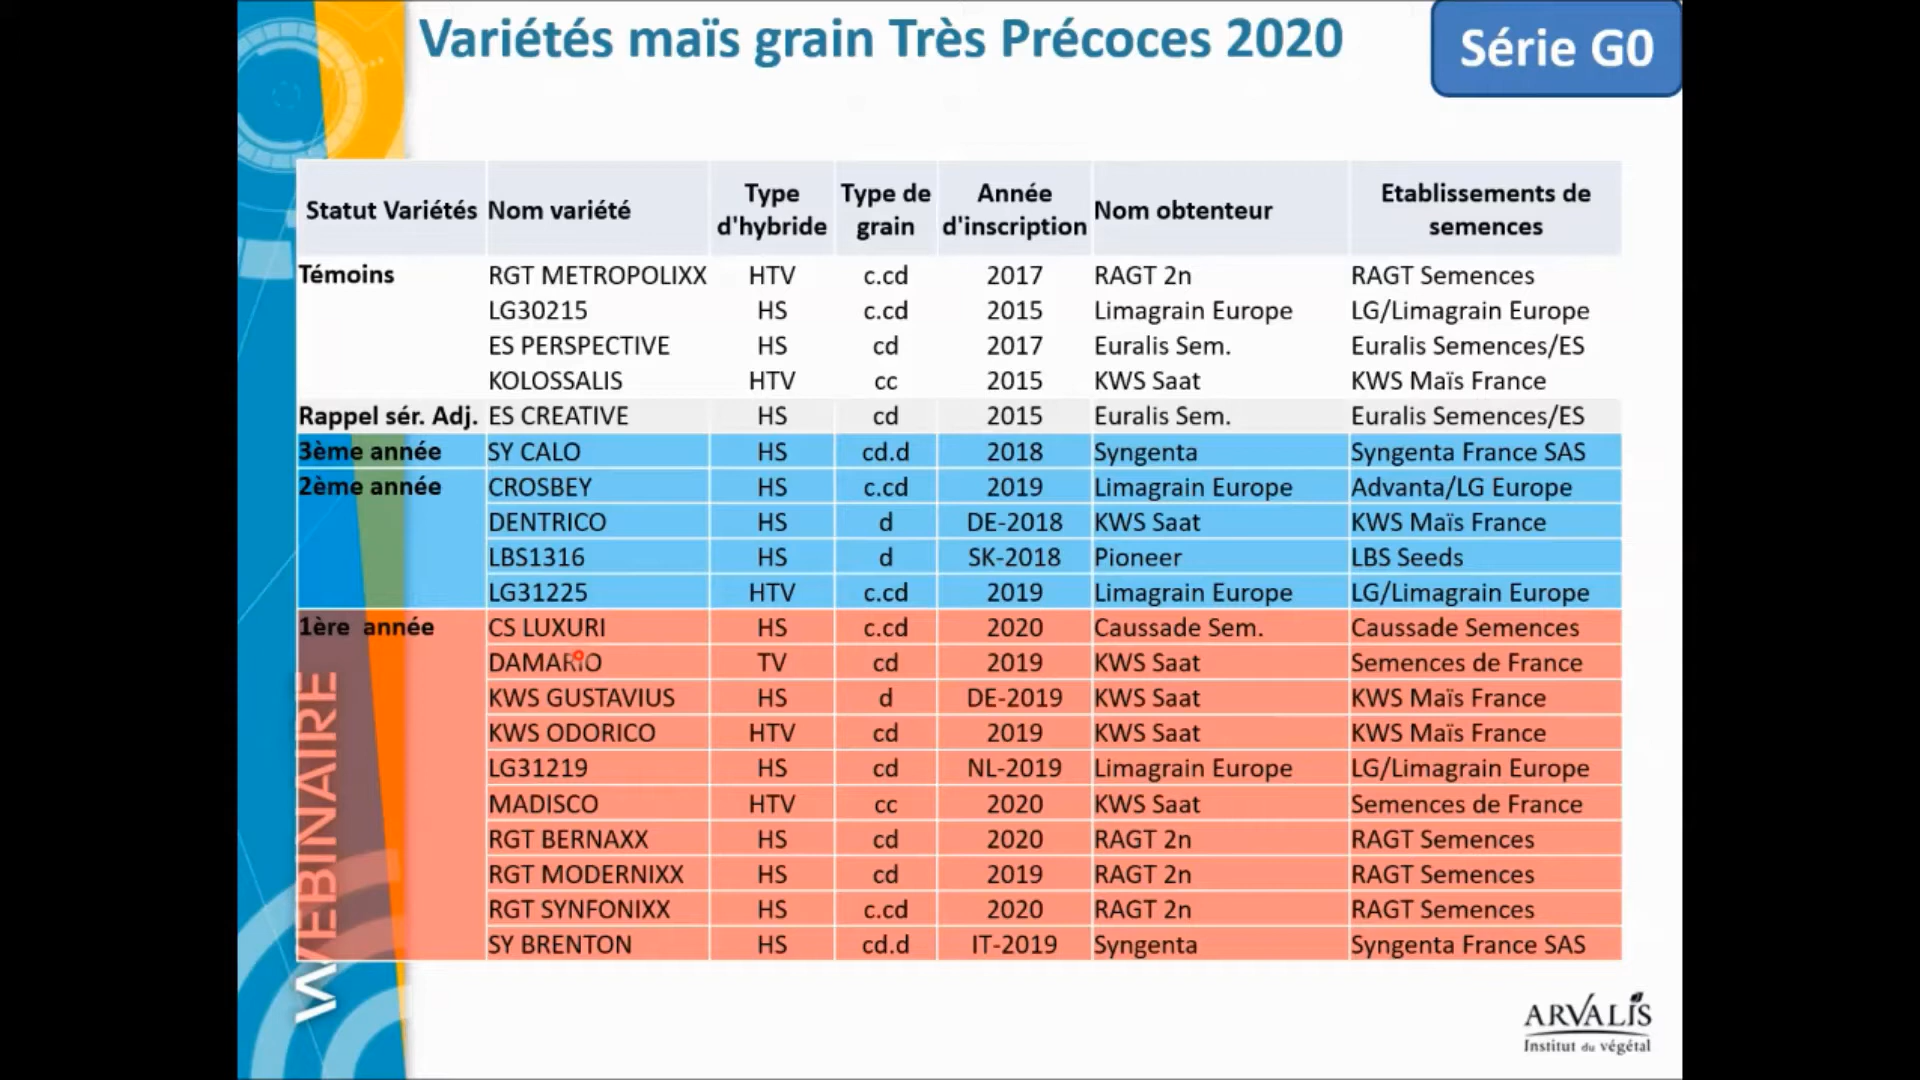 Variétés maïs grain Très Précoces 2020
Série G0
Statut Variétés Nom variété Type d'hybride Type de grain Année d'inscription Nom obtenteur Etablissements de semences
Témoins RGT METROPOLIXX HTV c.cd 2017 RAGT 2n RAGT Semences
LG30215 HS c.cd 2015 Limagrain Europe LG/Limagrain Europe
ES PERSPECTIVE HS cd 2017 Euralis Sem. Euralis Semences/ES
KOLOSSALIS HTV cc 2015 KWS Saat KWS Maïs France
Rappel sér. Adj. ES CREATIVE HS cd 2015 Euralis Sem. Euralis Semences/ES
3ème année SY CALO HS cd.d 2018 Syngenta Syngenta France SAS
2ème année CROSBEY HS c.cd 2019 Limagrain Europe Advanta/LG Europe
DENTRICO HS d DE-2018 KWS Saat KWS Maïs France
LBS1316 HS d SK-2018 Pioneer LBS Seeds
LG31225 HTV c.cd 2019 Limagrain Europe LG/Limagrain Europe
1ère année CS LUXURI HS c.cd 2020 Caussade Sem. Caussade Semences
DAMARIO TV cd 2019 KWS Saat Semences de France
KWS GUSTAVIUS HS d DE-2019 KWS Saat KWS Maïs France
KWS ODORICO HTV cd 2019 KWS Saat KWS Maïs France
LG31219 HS cd NL-2019 Limagrain Europe LG/Limagrain Europe
MADISCO HTV cc 2020 KWS Saat Semences de France
RGT BERNAXX HS cd 2020 RAGT 2n RAGT Semences
RGT MODERNIXX HS cd 2019 RAGT 2n RAGT Semences
RGT SYNFONIXX HS c.cd 2020 RAGT 2n RAGT Semences
SY BRENTON HS cd.d IT-2019 Syngenta Syngenta France SAS
WEBINAIRE
ARVALIS
Institut du végétal